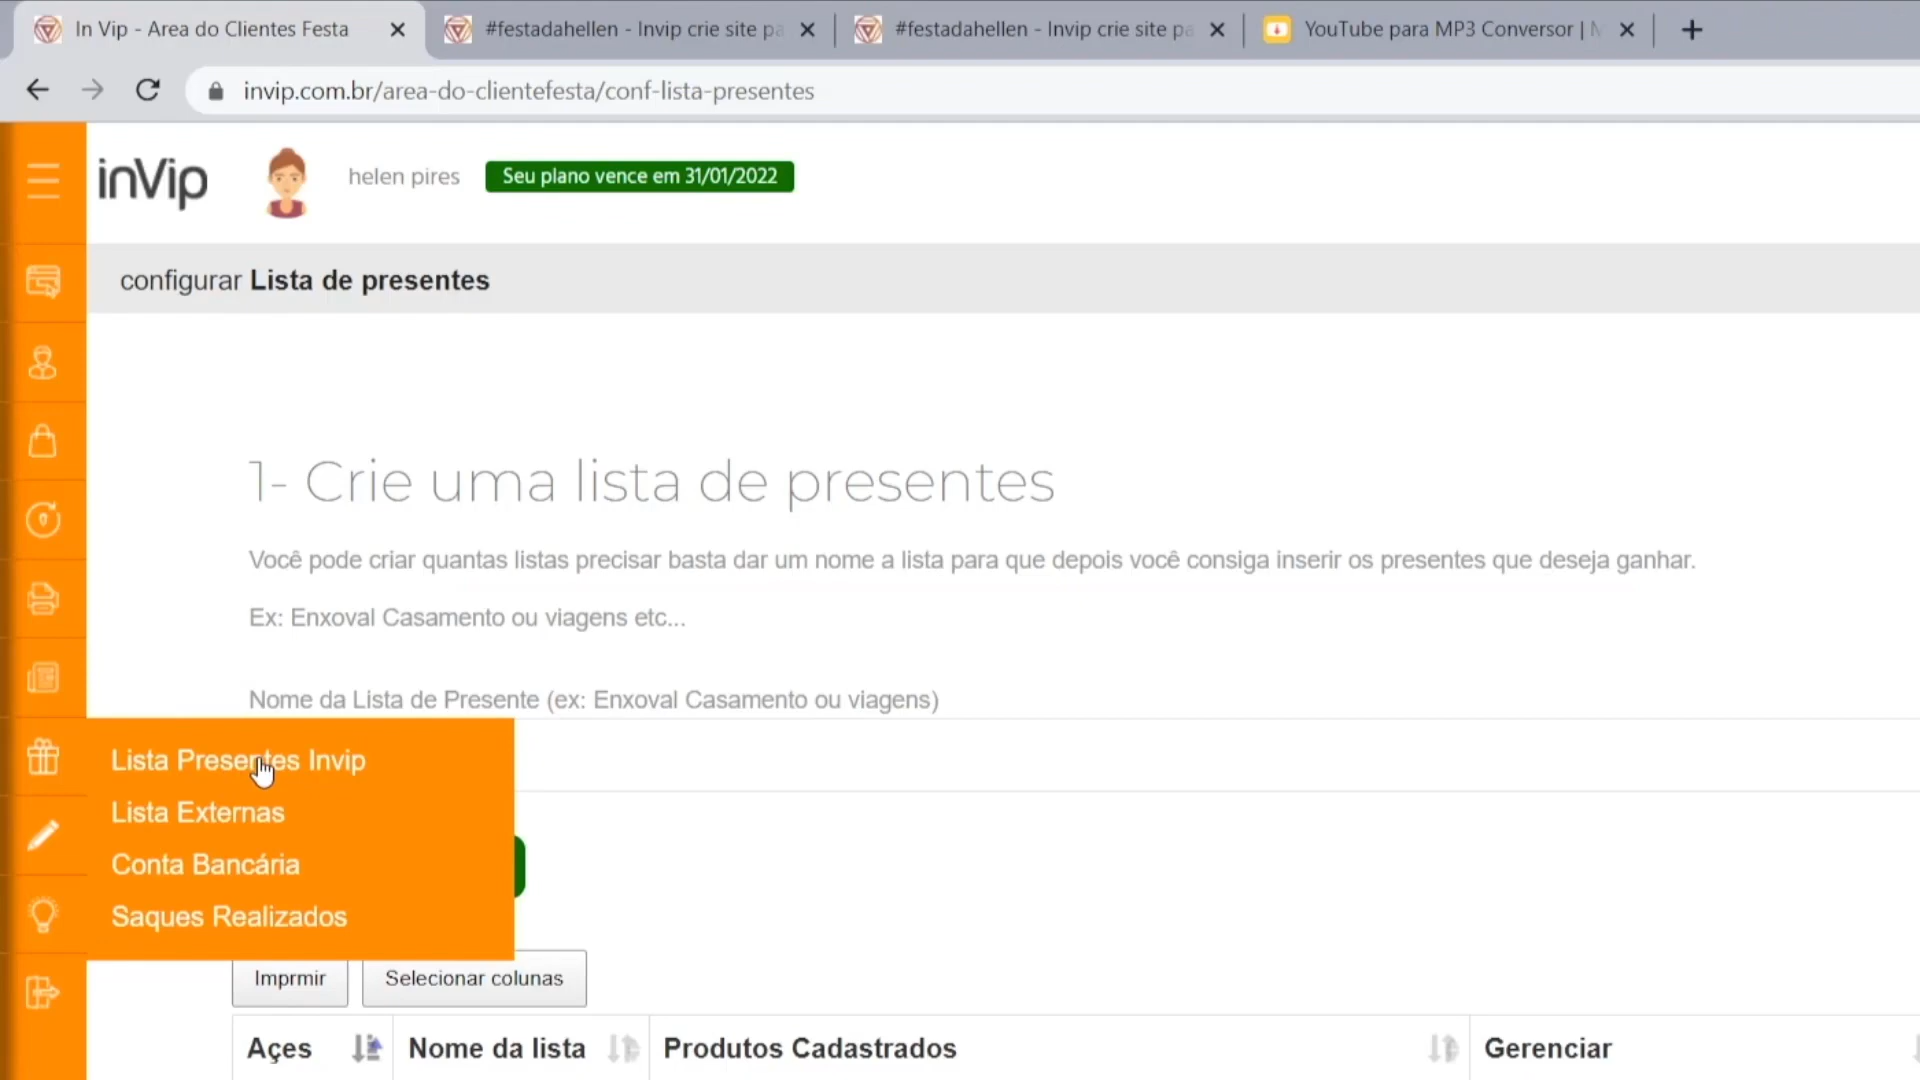 In Vip - Area do Clientes Festa
#festadahellen - Invip crie site pa
#festadahellen - Invip crie site pa
YouTube para MP3 Conversor |
invip.com.br/area-do-clientefesta/conf-lista-presentes
inVip
helen pires
Seu plano vence em 31/01/2022
configurar Lista de presentes
1- Crie uma lista de presentes
Você pode criar quantas listas precisar basta dar um nome a lista para que depois você consiga inserir os presentes que deseja ganhar.
Ex: Enxoval Casamento ou viagens etc...
Nome da Lista de Presente (ex: Enxoval Casamento ou viagens)
Lista Presentes Invip
Lista Externas
Conta Bancária
Saques Realizados
Imprmir
Selecionar colunas
Açes
Nome da lista
Produtos Cadastrados
Gerenciar